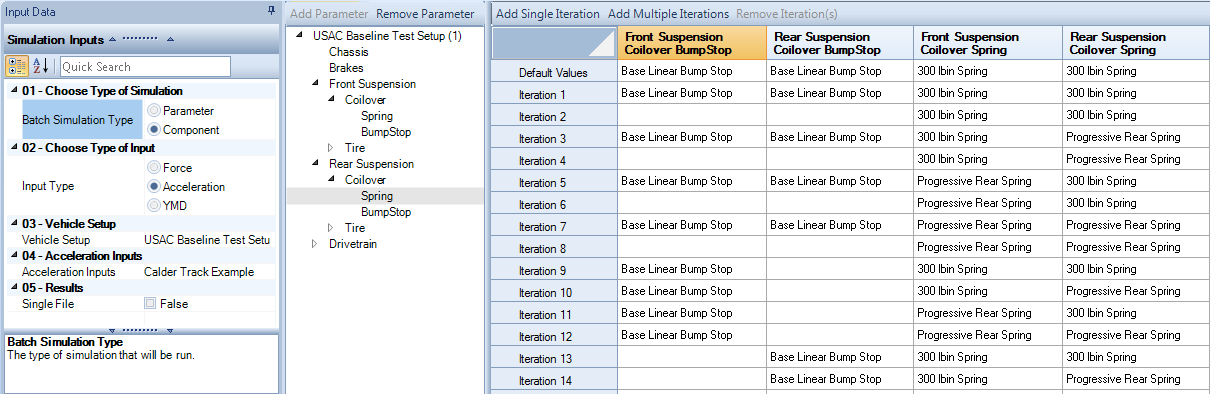 Input Data
Simulation Inputs
Quick Search
01 - Choose Type of Simulation
Batch Simulation Type
Parameter
Component
02 - Choose Type of Input
Input Type
Force
Acceleration
YMD
03 - Vehicle Setup
Vehicle Setup USAC Baseline Test Setu
04 - Acceleration Inputs
Acceleration Inputs Calder Track Example
05 - Results
Single File False
Batch Simulation Type
The type of simulation that will be run.
Add Parameter Remove Parameter
USAC Baseline Test Setup (1)
Chassis
Brakes
Front Suspension
Coilover
Spring
BumpStop
Tire
Rear Suspension
Coilover
Spring
BumpStop
Tire
Drivetrain
Add Single Iteration Add Multiple Iterations Remove Iteration(s)
Front Suspension Coilover BumpStop Rear Suspension Coilover BumpStop Front Suspension Coilover Spring Rear Suspension Coilover Spring
Default Values Base Linear Bump Stop Base Linear Bump Stop 300 lbin Spring 300 lbin Spring
Iteration 1 Base Linear Bump Stop Base Linear Bump Stop 300 lbin Spring 300 lbin Spring
Iteration 2 300 lbin Spring 300 lbin Spring
Iteration 3 Base Linear Bump Stop Base Linear Bump Stop 300 lbin Spring Progressive Rear Spring
Iteration 4 300 lbin Spring Progressive Rear Spring
Iteration 5 Base Linear Bump Stop Base Linear Bump Stop Progressive Rear Spring 300 lbin Spring
Iteration 6 Progressive Rear Spring 300 lbin Spring
Iteration 7 Base Linear Bump Stop Base Linear Bump Stop Progressive Rear Spring Progressive Rear Spring
Iteration 8 Progressive Rear Spring Progressive Rear Spring
Iteration 9 Base Linear Bump Stop 300 lbin Spring 300 lbin Spring
Iteration 10 Base Linear Bump Stop 300 lbin Spring Progressive Rear Spring
Iteration 11 Base Linear Bump Stop Progressive Rear Spring 300 lbin Spring
Iteration 12 Base Linear Bump Stop Progressive Rear Spring Progressive Rear Spring
Iteration 13 Base Linear Bump Stop 300 lbin Spring 300 lbin Spring
Iteration 14 Base Linear Bump Stop 300 lbin Spring Progressive Rear Spring